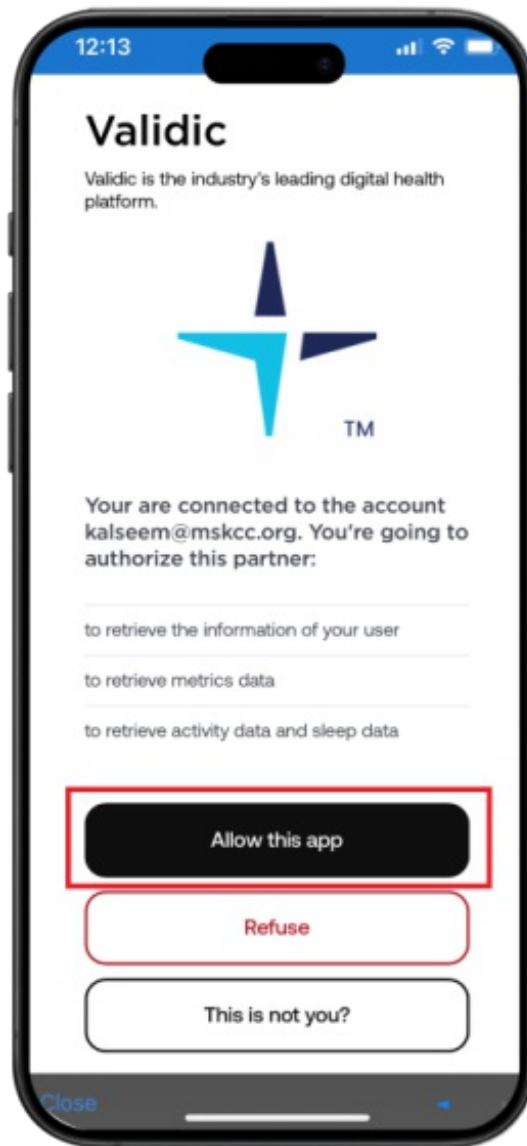 12:13
Validic
Validic is the industry's leading digital health
platform.
TM
Your are connected to the account
kalseem@mskcc.org. You're going to
authorize this partner:
to retrieve the information of your user
to retrieve metrics data
to retrieve activity data and sleep data
Allow this app
Refuse
This is not you?
Close